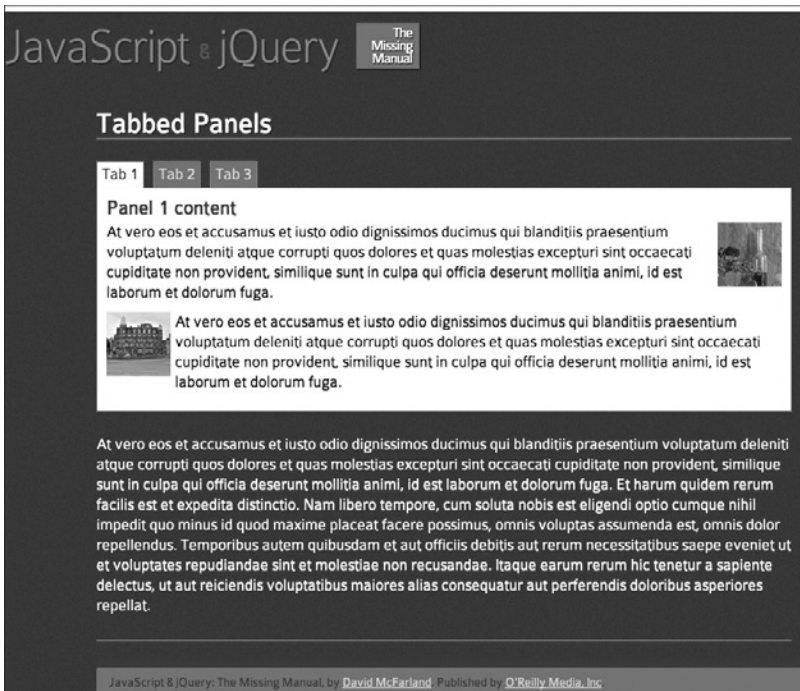 JavaScript & jQuery
The
Missing
Manual
Tabbed Panels
Tab 1 Tab 2 Tab 3
Panel 1 content
At vero eos et accusamus et iusto odio dignissimos ducimus qui blanditiis praesentium
voluptatum deleniti atque corrupti quos dolores et quas molestias excepturi sint occaecati
cupiditate non provident, similique sunt in culpa qui officia deserunt mollitia animi, id est
laborum et dolorum fuga.
At vero eos et accusamus et iusto odio dignissimos ducimus qui blanditiis praesentium
voluptatum deleniti atque corrupti quos dolores et quas molestias excepturi sint occaecati
cupiditate non provident, similique sunt in culpa qui officia deserunt mollitia animi, id est
laborum et dolorum fuga.
At vero eos et accusamus et iusto odio dignissimos ducimus qui blanditiis praesentium voluptatum deleniti
atque corrupti quos dolores et quas molestias excepturi sint occaecati cupiditate non provident, similique
sunt in culpa qui officia deserunt mollitia animi, id est laborum et dolorum fuga. Et harum quidem rerum
facilis est et expedita distinctio. Nam libero tempore, cum soluta nobis est eligendi optio cumque nihil
impedit quo minus id quod maxime placeat facere possimus, omnis voluptas assumenda est, omnis dolor
repellendus. Temporibus autem quibusdam et aut officiis debitis aut rerum necessitatibus saepe eveniet ut
et voluptates repudiandae sint et molestiae non recusandae. Itaque earum rerum hic tenetur a sapiente
delectus, ut aut reiciendis voluptatibus maiores alias consequatur aut perferendis doloribus asperiores
repellat.
JavaScript & jQuery: The Missing Manual, by David McFarland. Published by O'Reilly Media, Inc.